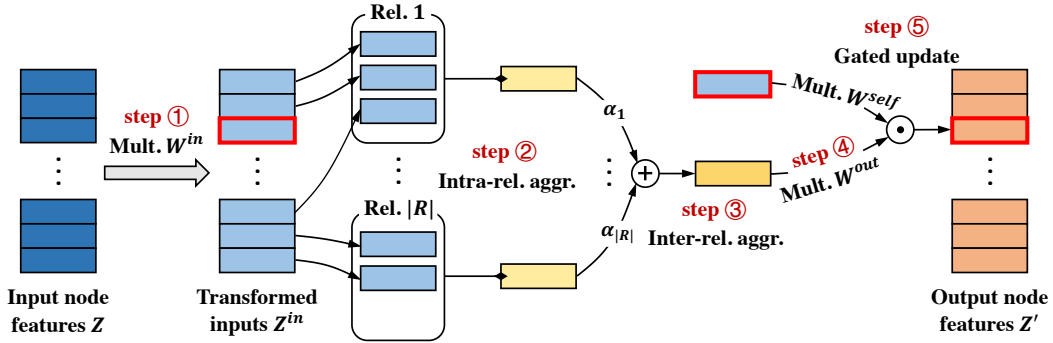 Rel. 1
step ①
Mult. W^in
Input node
features Z
Transformed
inputs Z^in
Rel. |R|
step ②
Intra-rel. aggr.
α_1
α_|R|
+
step ③
Inter-rel. aggr.
Mult. W^self
step ④
Mult. W^out
step ⑤
Gated update
Output node
features Z′